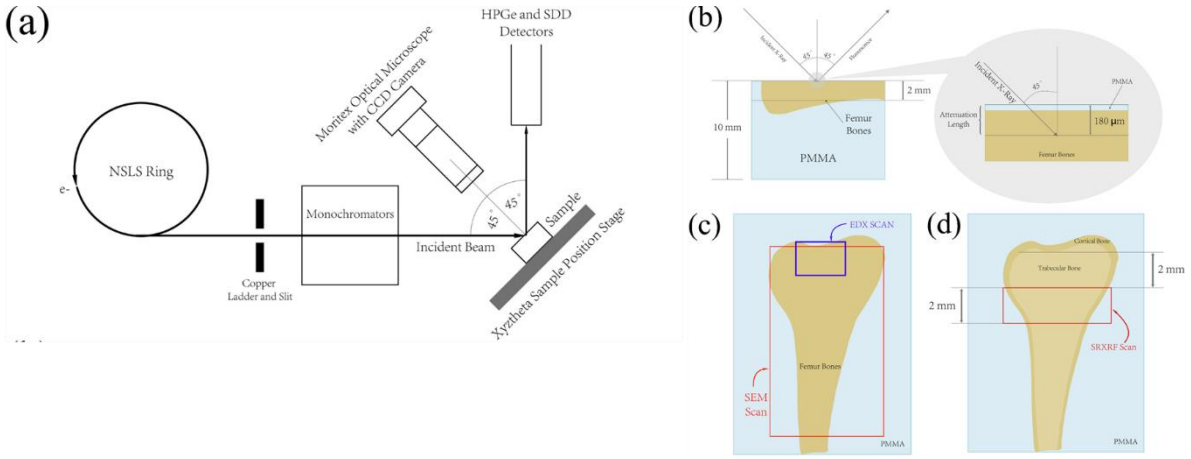 (a)
HPGe and SDD
Detectors
Moritex Optical Microscope
with CCD Camera
NSLS Ring
e-
Monochromators
45°
45°
Sample
Incident Beam
Copper
Ladder and Slit
Xyztheta Sample Position Stage
(b)
Incident X-Ray
45°
45°
Fluorescence
2 mm
10 mm
Femur
Bones
PMMA
Incident X-Ray
45°
PMMA
Attenuation
Length
180 µm
Femur Bones
(c)
EDX SCAN
Femur Bones
SEM
Scan
PMMA
(d)
Cortical Bone
Trabecular Bone
2 mm
2 mm
SRXRF Scan
PMMA